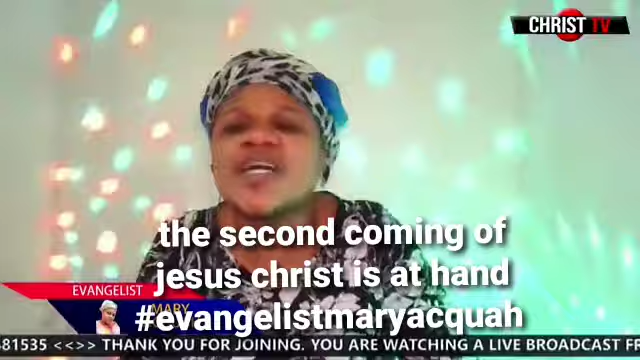 CHRIST TV
the second coming of
jesus christ is at hand
EVANGELIST
MARY
#evangelistmaryacquah
81535 <<>> THANK YOU FOR JOINING. YOU ARE WATCHING A LIVE BROADCAST F